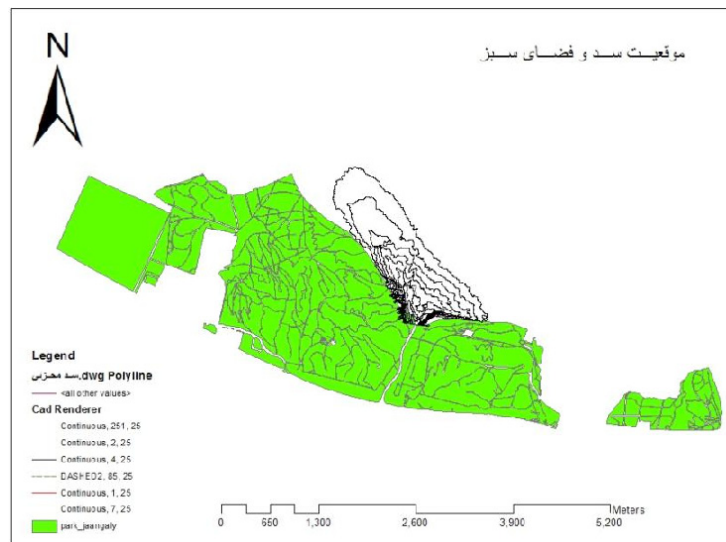 N
موقعیت سد و فضای سبز
Legend
سد مخزنی.dwg Polyline
<all other values>
Cad Renderer
Continuous, 251, 25
Continuous, 2, 25
Continuous, 4, 25
DASHED2, 85, 25
Continuous, 1, 25
Continuous, 7, 25
park_jaangaly
Meters
0 650 1,300 2,600 3,900 5,200